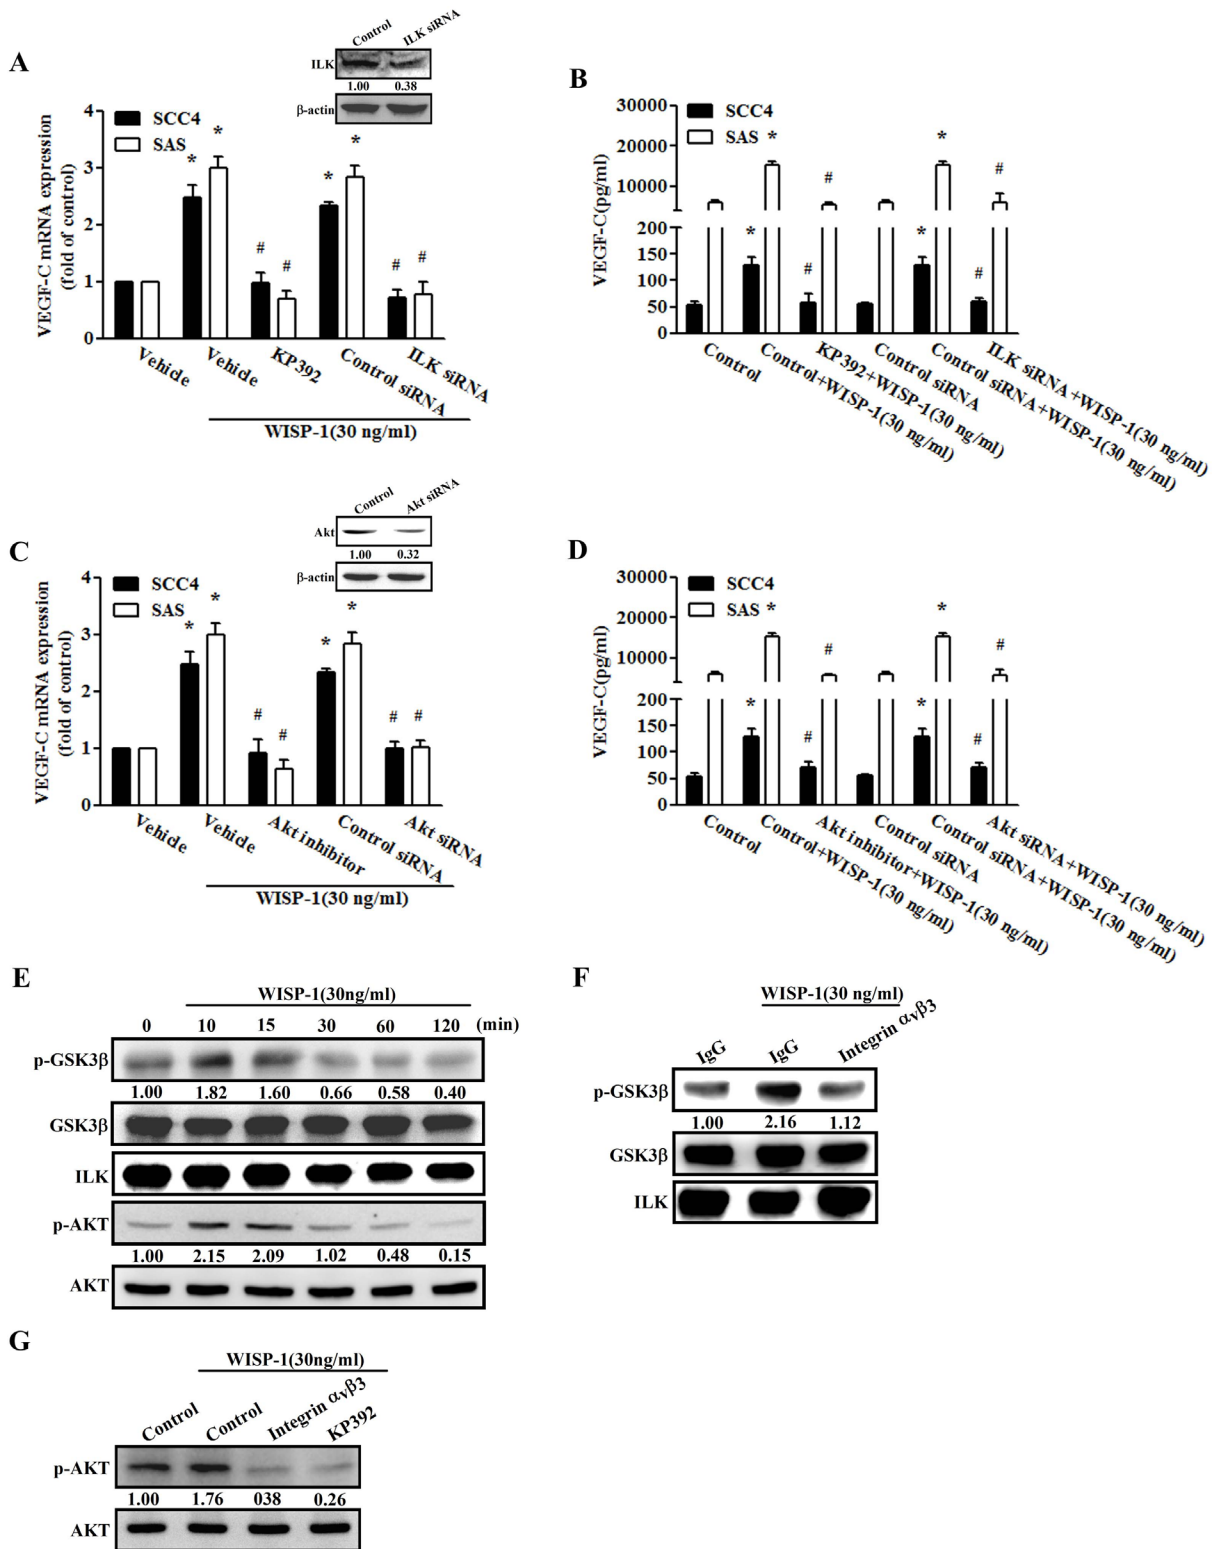 A
Control
ILK siRNA
ILK
1.00 0.38
β-actin
VEGF-C mRNA expression
(fold of control)
4
3
2
1
0
SCC4
SAS
* * # # * * # #
Vehicle
Vehicle
KP392
Control siRNA
ILK siRNA
WISP-1(30 ng/ml)
B
VEGF-C(pg/ml)
30000
20000
10000
200
150
100
50
0
SCC4
SAS
* * # # * * # #
Control
Control+WISP-1(30 ng/ml)
KP392+WISP-1(30 ng/ml)
Control siRNA
Control siRNA+WISP-1(30 ng/ml)
ILK siRNA+WISP-1(30 ng/ml)
C
Control
Akt siRNA
Akt
1.00 0.32
β-actin
VEGF-C mRNA expression
(fold of control)
4
3
2
1
0
SCC4
SAS
* * # # * * # #
Vehicle
Vehicle
Akt inhibitor
Control siRNA
Akt siRNA
WISP-1(30 ng/ml)
D
VEGF-C(pg/ml)
30000
20000
10000
200
150
100
50
0
SCC4
SAS
* * # # * * # #
Control
Control+WISP-1(30 ng/ml)
Akt inhibitor+WISP-1(30 ng/ml)
Control siRNA
Control siRNA+WISP-1(30 ng/ml)
Akt siRNA+WISP-1(30 ng/ml)
E
WISP-1(30ng/ml)
0 10 15 30 60 120 (min)
p-GSK3β
1.00 1.82 1.60 0.66 0.58 0.40
GSK3β
ILK
p-AKT
1.00 2.15 2.09 1.02 0.48 0.15
AKT
F
WISP-1(30 ng/ml)
IgG
IgG
Integrin αvβ3
p-GSK3β
1.00 2.16 1.12
GSK3β
ILK
G
WISP-1(30ng/ml)
Control
Control
Integrin αvβ3
KP392
p-AKT
1.00 1.76 038 0.26
AKT